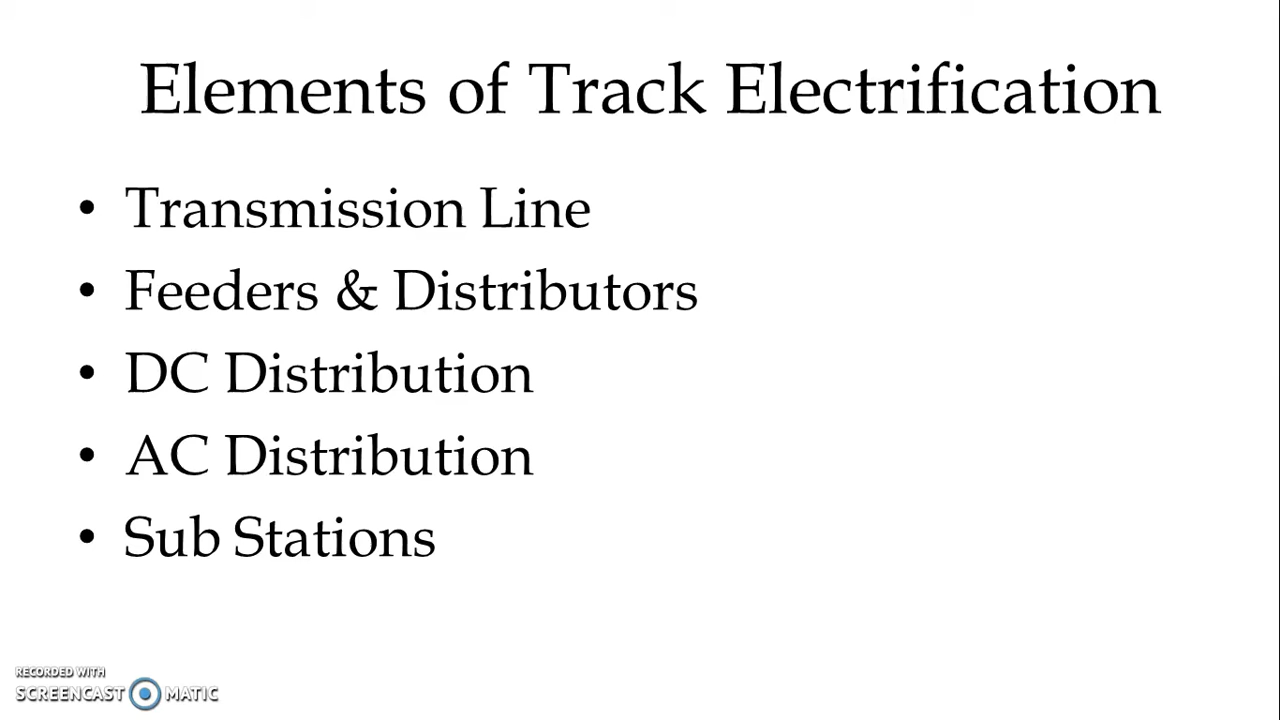 Elements of Track Electrification
• Transmission Line
• Feeders & Distributors
• DC Distribution
• AC Distribution
• Sub Stations
RECORDED WITH
SCREENCAST MATIC